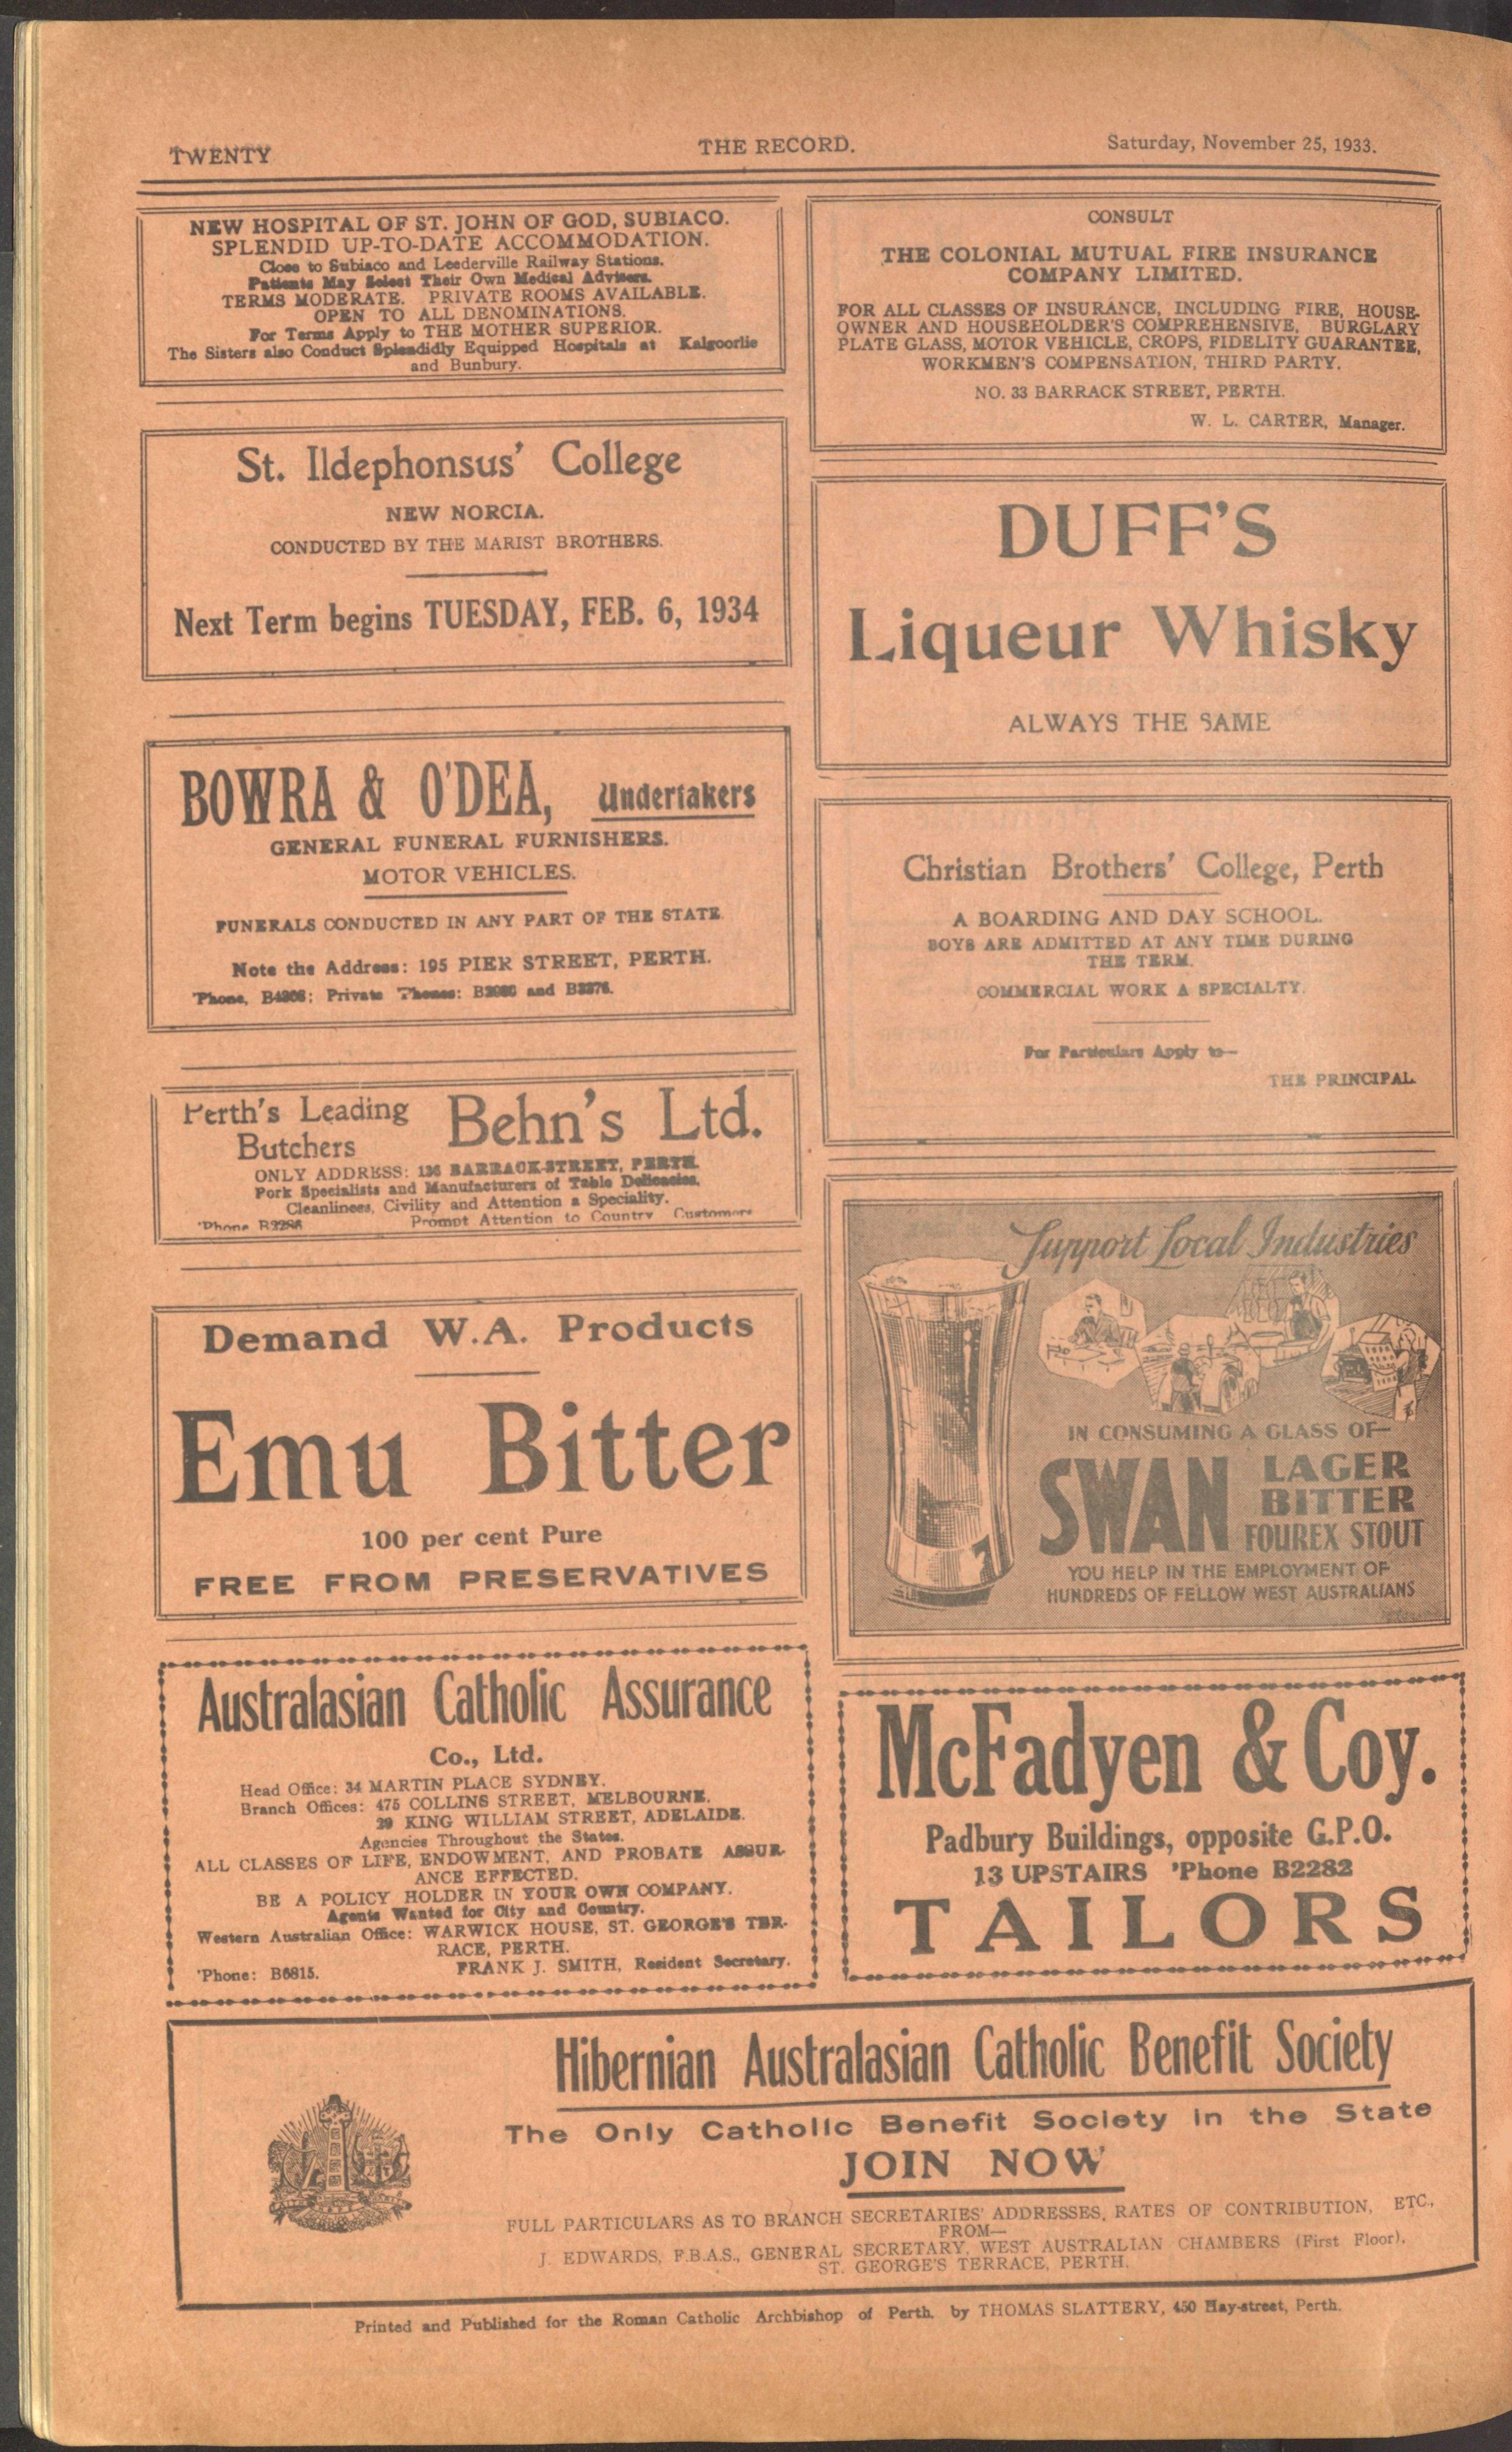 TWENTY
THE RECORD.
Saturday, November 25, 1933.
NEW HOSPITAL OF ST. JOHN OF GOD, SUBIACO.
SPLENDID UP-TO-DATE ACCOMMODATION.
Close to Subiaco and Leederville Railway Stations.
Patients May Select Their Own Medical Advisers.
TERMS MODERATE. PRIVATE ROOMS AVAILABLE.
OPEN TO ALL DENOMINATIONS.
For Terms Apply to THE MOTHER SUPERIOR.
The Sisters also Conduct Splendidly Equipped Hospitals at Kalgoorlie
and Bunbury.
St. Ildephonsus' College
NEW NORCIA.
CONDUCTED BY THE MARIST BROTHERS.
Next Term begins TUESDAY, FEB. 6, 1934
BOWRA & O'DEA, Undertakers
GENERAL FUNERAL FURNISHERS.
MOTOR VEHICLES.
FUNERALS CONDUCTED IN ANY PART OF THE STATE.
Note the Address: 195 PIER STREET, PERTH.
'Phone, B4308; Private 'Phones: and B3376.
Perth's Leading
Butchers
Behn's Ltd.
ONLY ADDRESS: 136 BARRACK-STREET, PERTH.
Pork Specialists and Manufacturers of Table Delicacies.
Cleanliness, Civility and Attention a Speciality.
'Phone Prompt Attention to Country Customers
Demand W.A. Products
Emu Bitter
100 per cent Pure
FREE FROM PRESERVATIVES
Australasian Catholic Assurance
Co., Ltd.
Head Office: 34 MARTIN PLACE SYDNEY.
Branch Offices: 475 COLLINS STREET, MELBOURNE.
29 KING WILLIAM STREET, ADELAIDE.
Agencies Throughout the States.
ALL CLASSES OF LIFE, ENDOWMENT, AND PROBATE ASSUR-
ANCE EFFECTED.
BE A POLICY HOLDER IN YOUR OWN COMPANY.
Agents Wanted for City and Country.
Western Australian Office: WARWICK HOUSE, ST. GEORGE'S TER-
RACE, PERTH.
'Phone: B6815. FRANK J. SMITH, Resident Secretary.
CONSULT
THE COLONIAL MUTUAL FIRE INSURANCE
COMPANY LIMITED.
FOR ALL CLASSES OF INSURANCE, INCLUDING FIRE, HOUSE-
OWNER AND HOUSEHOLDER'S COMPREHENSIVE, BURGLARY
PLATE GLASS, MOTOR VEHICLE, CROPS, FIDELITY GUARANTEE,
WORKMEN'S COMPENSATION, THIRD PARTY.
NO. 33 BARRACK STREET, PERTH.
W. L. CARTER, Manager.
DUFF'S
Liqueur Whisky
ALWAYS THE SAME
Christian Brothers' College, Perth
A BOARDING AND DAY SCHOOL.
BOYS ARE ADMITTED AT ANY TIME DURING
THE TERM.
COMMERCIAL WORK A SPECIALTY.
For Particulars Apply to—
THE PRINCIPAL.
Support Local Industries
IN CONSUMING A GLASS OF—
SWAN
LAGER
BITTER
FOUREX STOUT
YOU HELP IN THE EMPLOYMENT OF
HUNDREDS OF FELLOW WEST AUSTRALIANS
McFadyen & Coy.
Padbury Buildings, opposite G.P.O.
13 UPSTAIRS 'Phone B2282
TAILORS
Hibernian Australasian Catholic Benefit Society
The Only Catholic Benefit Society in the State
JOIN NOW
FULL PARTICULARS AS TO BRANCH SECRETARIES' ADDRESSES, RATES OF CONTRIBUTION, ETC.,
FROM—
J. EDWARDS, F.B.A.S., GENERAL SECRETARY, WEST AUSTRALIAN CHAMBERS (First Floor),
ST. GEORGE'S TERRACE, PERTH.
Printed and Published for the Roman Catholic Archbishop of Perth, by THOMAS SLATTERY, 450 Hay-street, Perth.